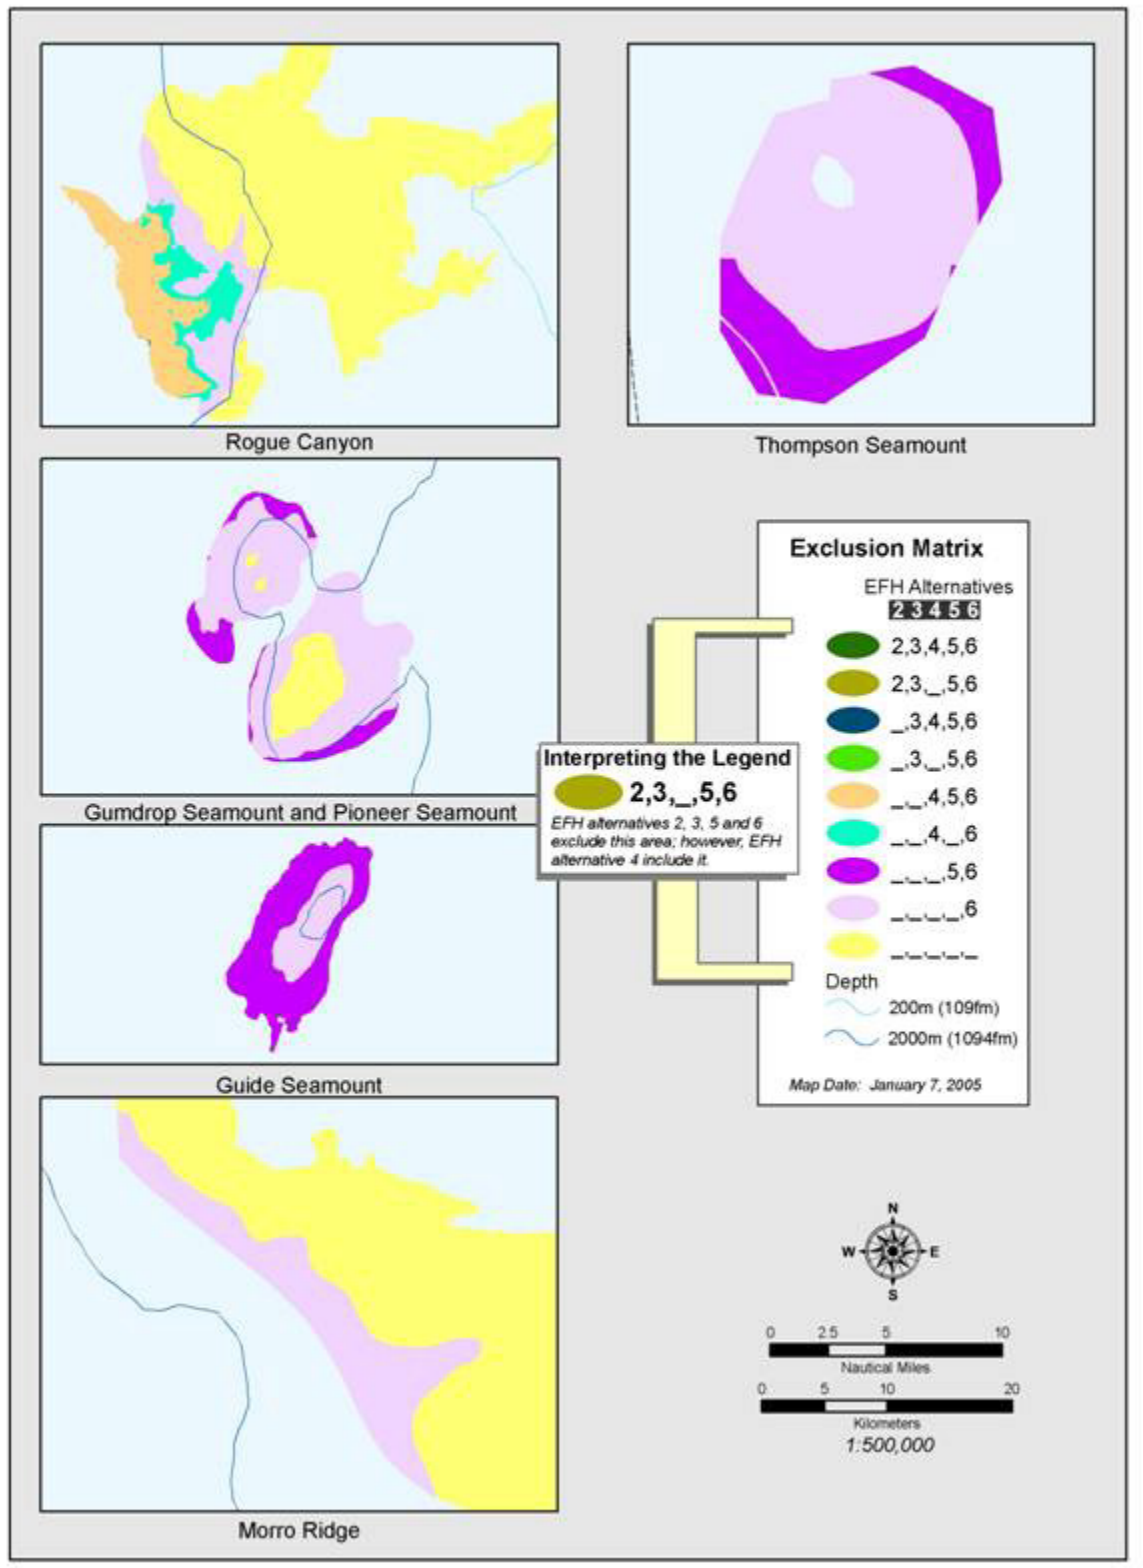 Rogue Canyon
Thompson Seamount
Gumdrop Seamount and Pioneer Seamount
Guide Seamount
Morro Ridge
Interpreting the Legend
2,3,_,5,6
EFH alternatives 2, 3, 5 and 6
exclude this area; however, EFH
alternative 4 include it.
Exclusion Matrix
EFH Alternatives
2 3 4 5 6
2,3,4,5,6
2,3,_,5,6
_,3,4,5,6
_,3,_,5,6
_,_,4,5,6
_,_,4,_,6
_,_,_,5,6
_,_,_,_,6
_,_,_,_,_
Depth
200m (109fm)
2000m (1094fm)
Map Date: January 7, 2005
N
W E
S
0 2.5 5 10
Nautical Miles
0 5 10 20
Kilometers
1:500,000